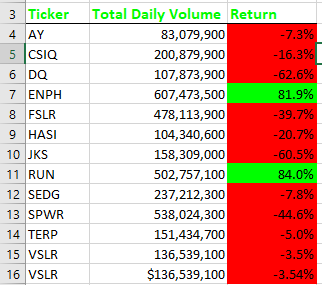 3 Ticker Total Daily Volume Return
4 AY 83,079,900 -7.3%
5 CSIQ 200,879,900 -16.3%
6 DQ 107,873,900 -62.6%
7 ENPH 607,473,500 81.9%
8 FSLR 478,113,900 -39.7%
9 HASI 104,340,600 -20.7%
10 JKS 158,309,000 -60.5%
11 RUN 502,757,100 84.0%
12 SEDG 237,212,300 -7.8%
13 SPWR 538,024,300 -44.6%
14 TERP 151,434,700 -5.0%
15 VSLR 136,539,100 -3.5%
16 VSLR $136,539,100 -3.54%